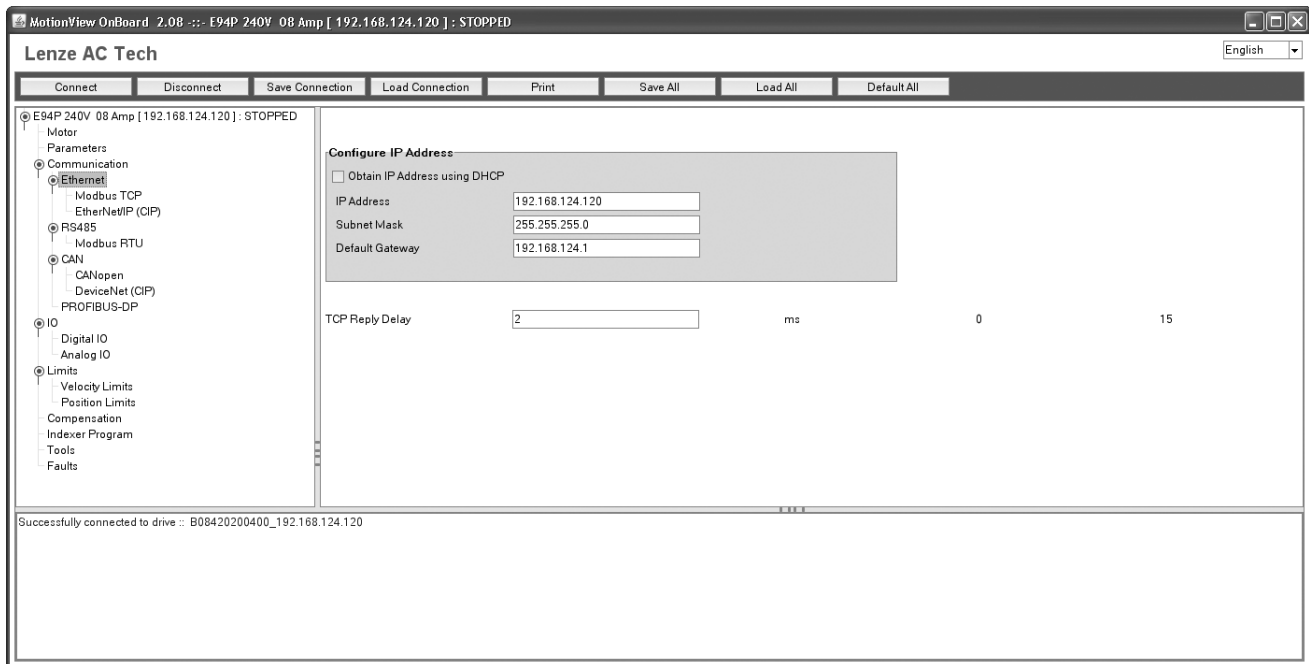 MotionView OnBoard 2.08 -::- E94P 240V 08 Amp [ 192.168.124.120 ] : STOPPED
Lenze AC Tech
English
Connect Disconnect Save Connection Load Connection Print Save All Load All Default All
E94P 240V 08 Amp [ 192.168.124.120 ] : STOPPED
Motor
Parameters
Communication
Ethernet
Modbus TCP
EtherNet/IP (CIP)
RS485
Modbus RTU
CAN
CANopen
DeviceNet (CIP)
PROFIBUS-DP
IO
Digital IO
Analog IO
Limits
Velocity Limits
Position Limits
Compensation
Indexer Program
Tools
Faults
Configure IP Address
Obtain IP Address using DHCP
IP Address 192.168.124.120
Subnet Mask 255.255.255.0
Default Gateway 192.168.124.1
TCP Reply Delay 2 ms 0 15
Successfully connected to drive :: B08420200400_192.168.124.120